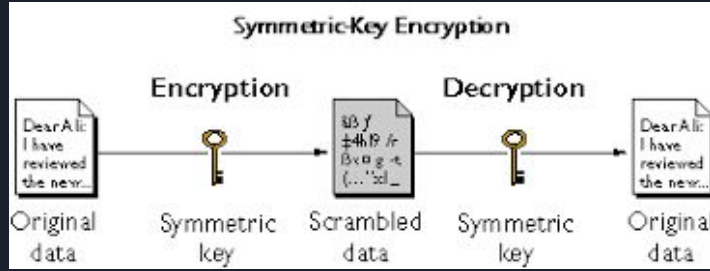 Symmetric-Key Encryption
Encryption
Decryption
Dear Ali:
I have
reviewed
the new...
Original
data
Symmetric
key
Scrambled
data
Symmetric
key
Dear Ali:
I have
reviewed
the new...
Original
data